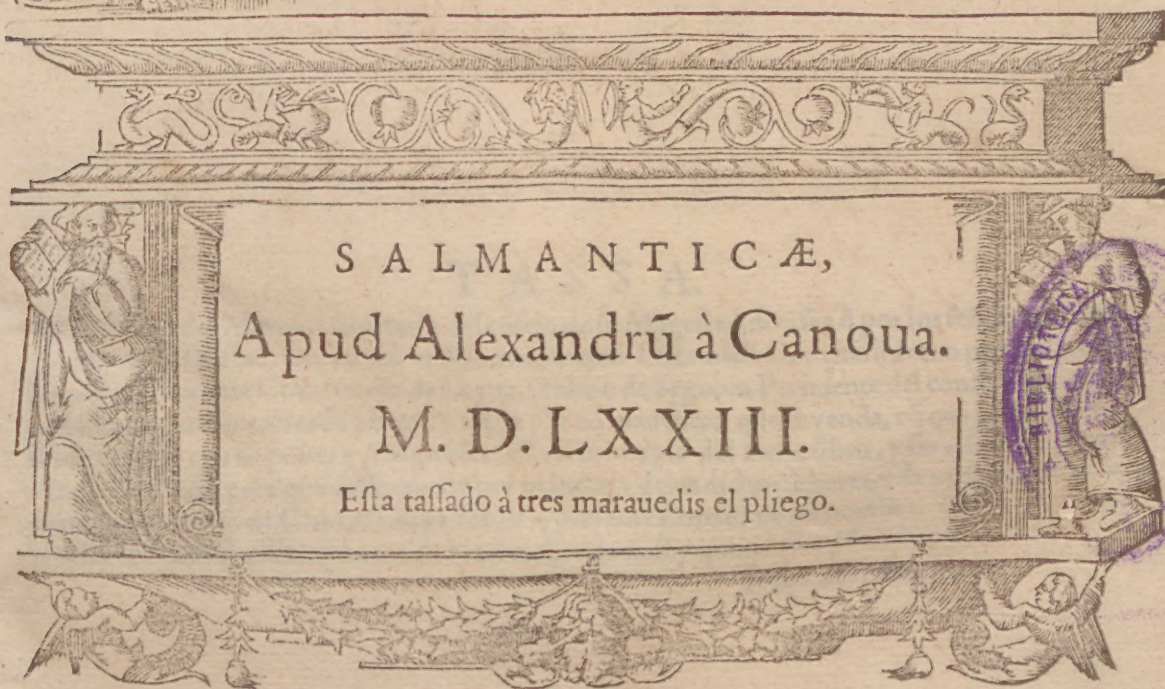 SALMANTICÆ,
Apud Alexandrũ à Canoua.
M. D. LXXIII.
Eſta taſſado à tres marauedis el pliego.
BIBLIOTECA